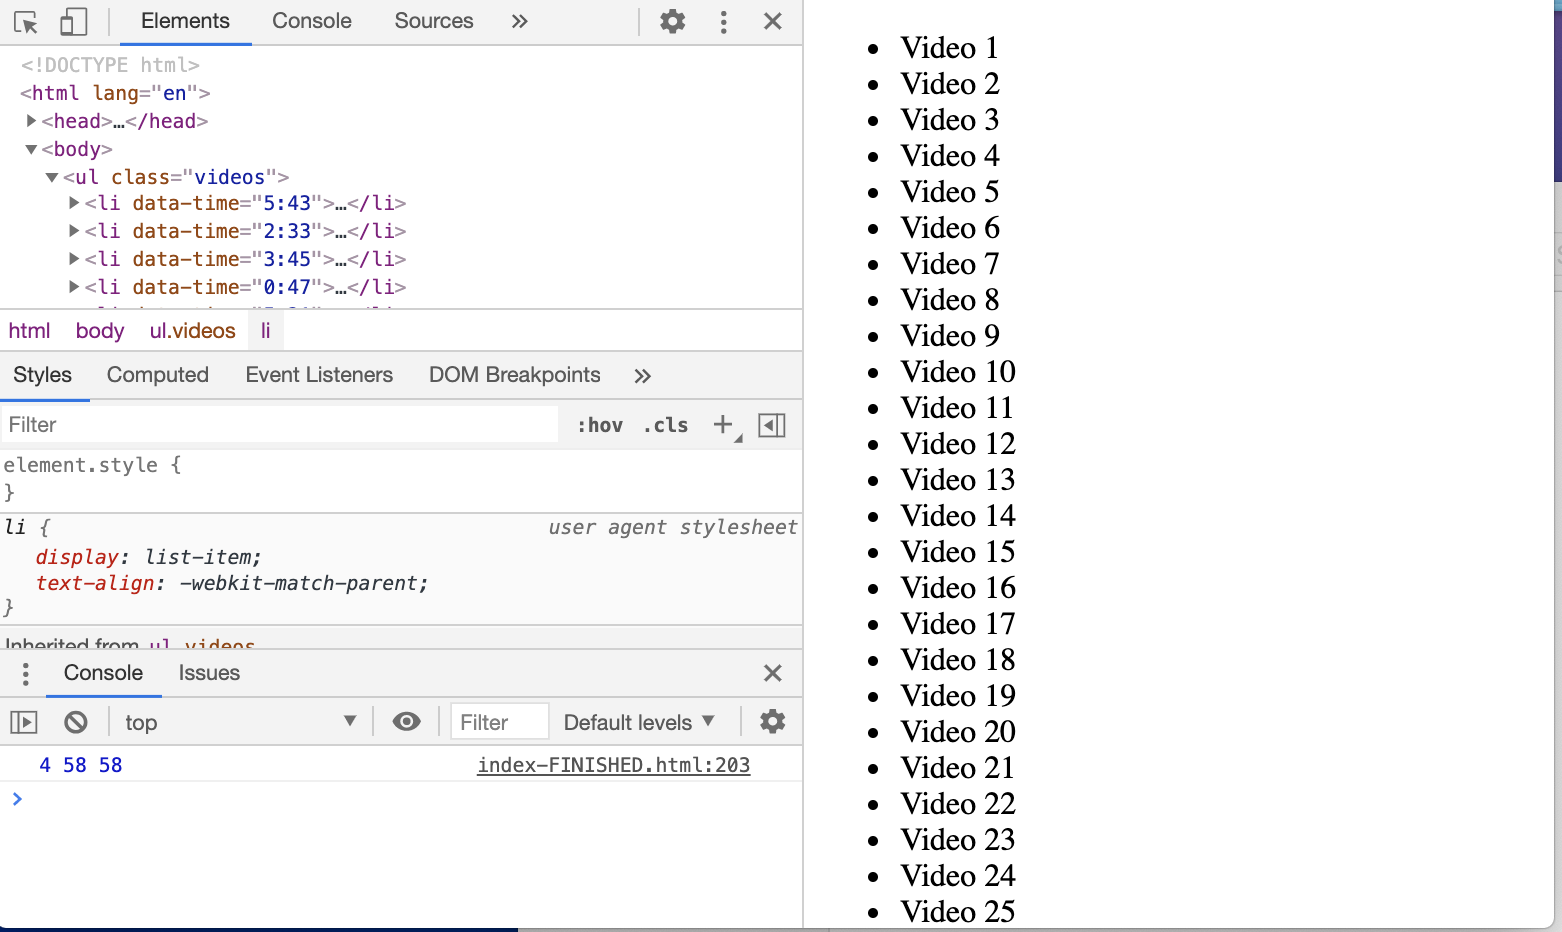 Elements Console Sources »
<!DOCTYPE html>
<html lang="en">
<head>…</head>
<body>
<ul class="videos">
<li data-time="5:43">…</li>
<li data-time="2:33">…</li>
<li data-time="3:45">…</li>
<li data-time="0:47">…</li>
html body ul.videos li
Styles Computed Event Listeners DOM Breakpoints »
Filter :hov .cls +
element.style {
}
li { user agent stylesheet
display: list-item;
text-align: -webkit-match-parent;
}
Inherited from ul.videos
Console Issues
top Filter Default levels
4 58 58 index-FINISHED.html:203
>
Video 1
Video 2
Video 3
Video 4
Video 5
Video 6
Video 7
Video 8
Video 9
Video 10
Video 11
Video 12
Video 13
Video 14
Video 15
Video 16
Video 17
Video 18
Video 19
Video 20
Video 21
Video 22
Video 23
Video 24
Video 25